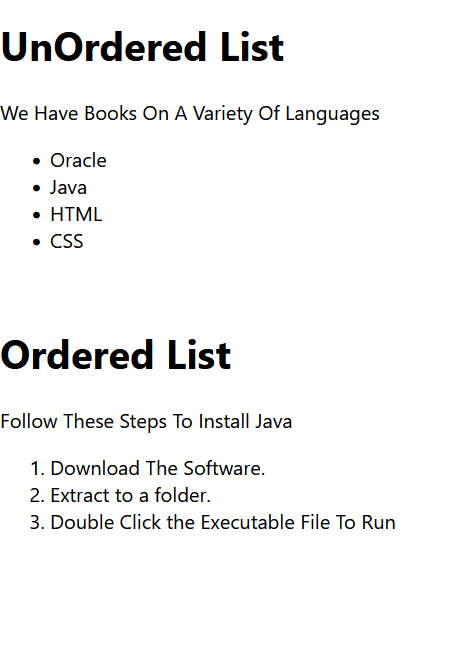 UnOrdered List
We Have Books On A Variety Of Languages
• Oracle
• Java
• HTML
• CSS
Ordered List
Follow These Steps To Install Java
1. Download The Software.
2. Extract to a folder.
3. Double Click the Executable File To Run